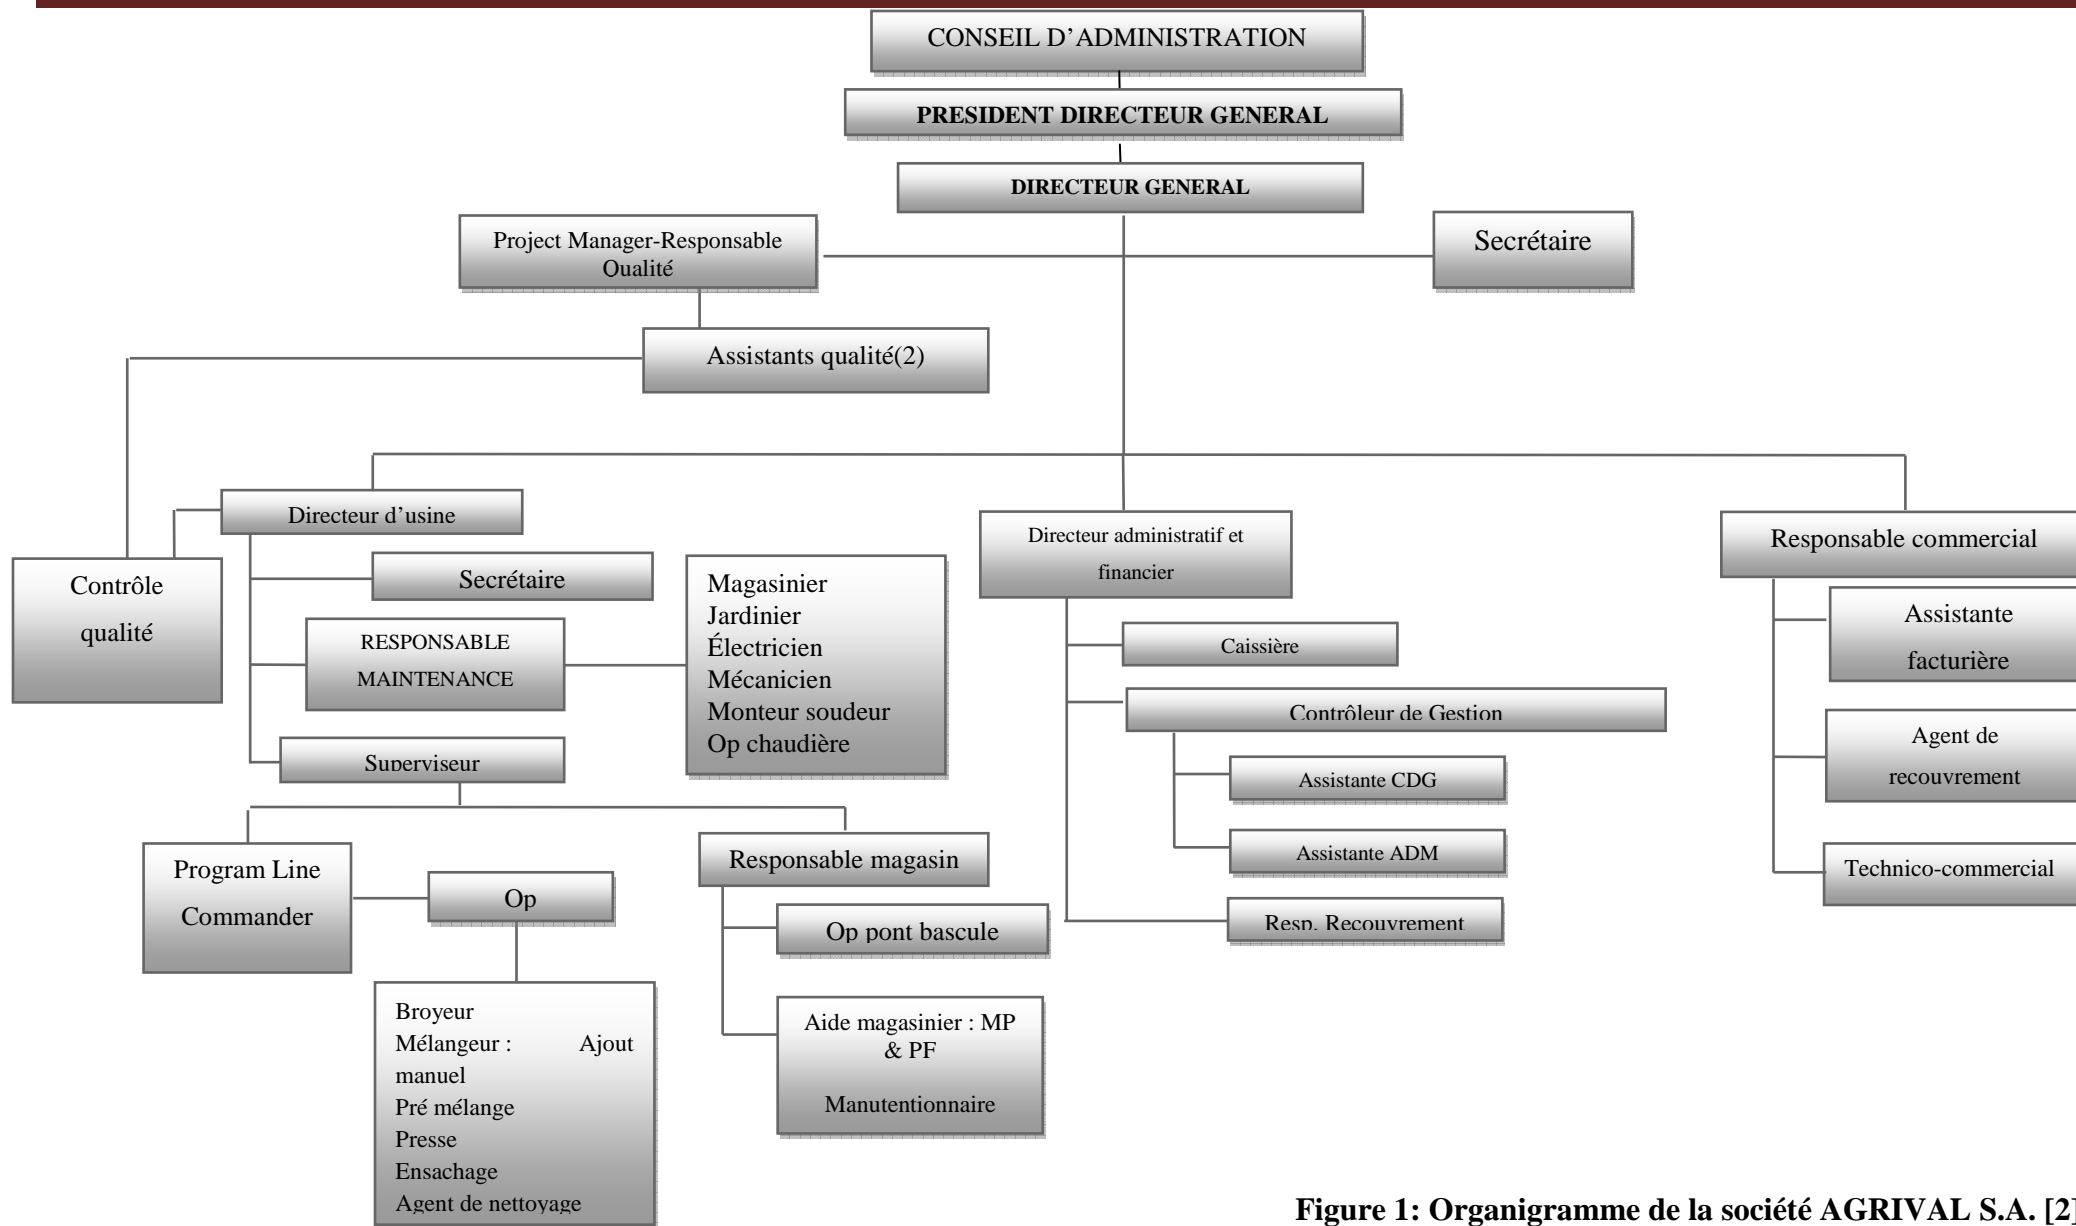 CONSEIL D'ADMINISTRATION
PRESIDENT DIRECTEUR GENERAL
DIRECTEUR GENERAL
Project Manager-Responsable
Qualité
Secrétaire
Assistants qualité(2)
Directeur d'usine
Contrôle
qualité
Secrétaire
RESPONSABLE
MAINTENANCE
Magasinier
Jardinier
Électricien
Mécanicien
Monteur soudeur
Op chaudière
Superviseur
Program Line
Commander
Op
Broyeur
Mélangeur : Ajout
manuel
Pré mélange
Presse
Ensachage
Agent de nettoyage
Responsable magasin
Op pont bascule
Aide magasinier : MP
& PF
Manutentionnaire
Directeur administratif et
financier
Caissière
Contrôleur de Gestion
Assistante CDG
Assistante ADM
Resp. Recouvrement
Responsable commercial
Assistante
facturière
Agent de
recouvrement
Technico-commercial
Figure 1: Organigramme de la société AGRIVAL S.A. [2]